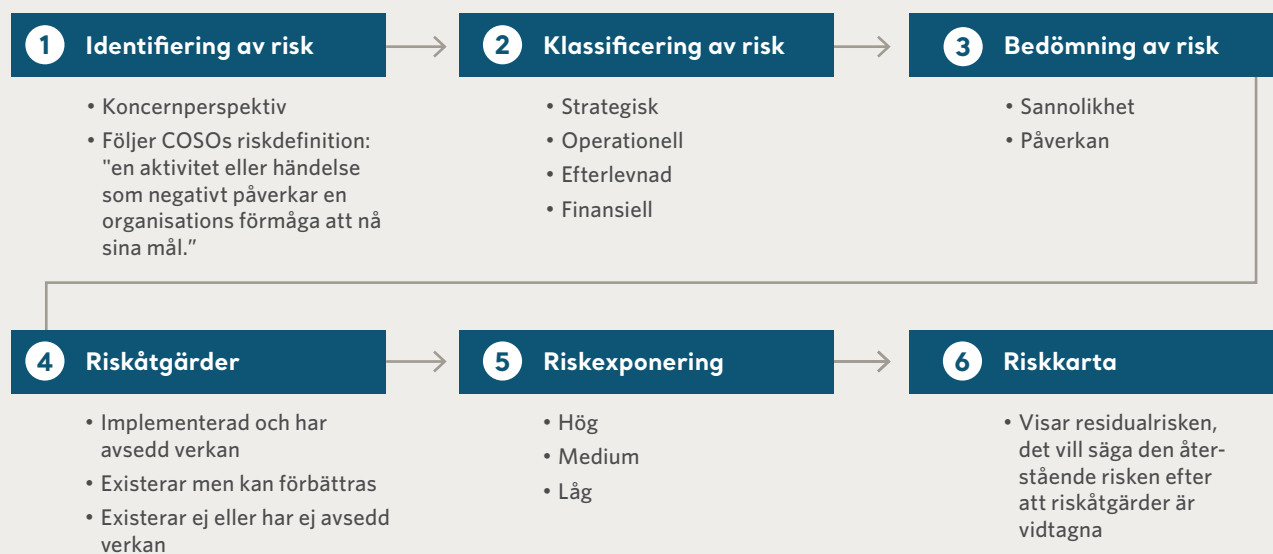 1 Identifiering av risk
• Koncernperspektiv
• Följer COSOs riskdefinition:
"en aktivitet eller händelse
som negativt påverkar en
organisations förmåga att nå
sina mål.”
2 Klassificering av risk
• Strategisk
• Operationell
• Efterlevnad
• Finansiell
3 Bedömning av risk
• Sannolikhet
• Påverkan
4 Riskåtgärder
• Implementerad och har
avsedd verkan
• Existerar men kan förbättras
• Existerar ej eller har ej avsedd
verkan
5 Riskexponering
• Hög
• Medium
• Låg
6 Riskkarta
• Visar residualrisken,
det vill säga den åter-
stående risken efter
att riskåtgärder är
vidtagna